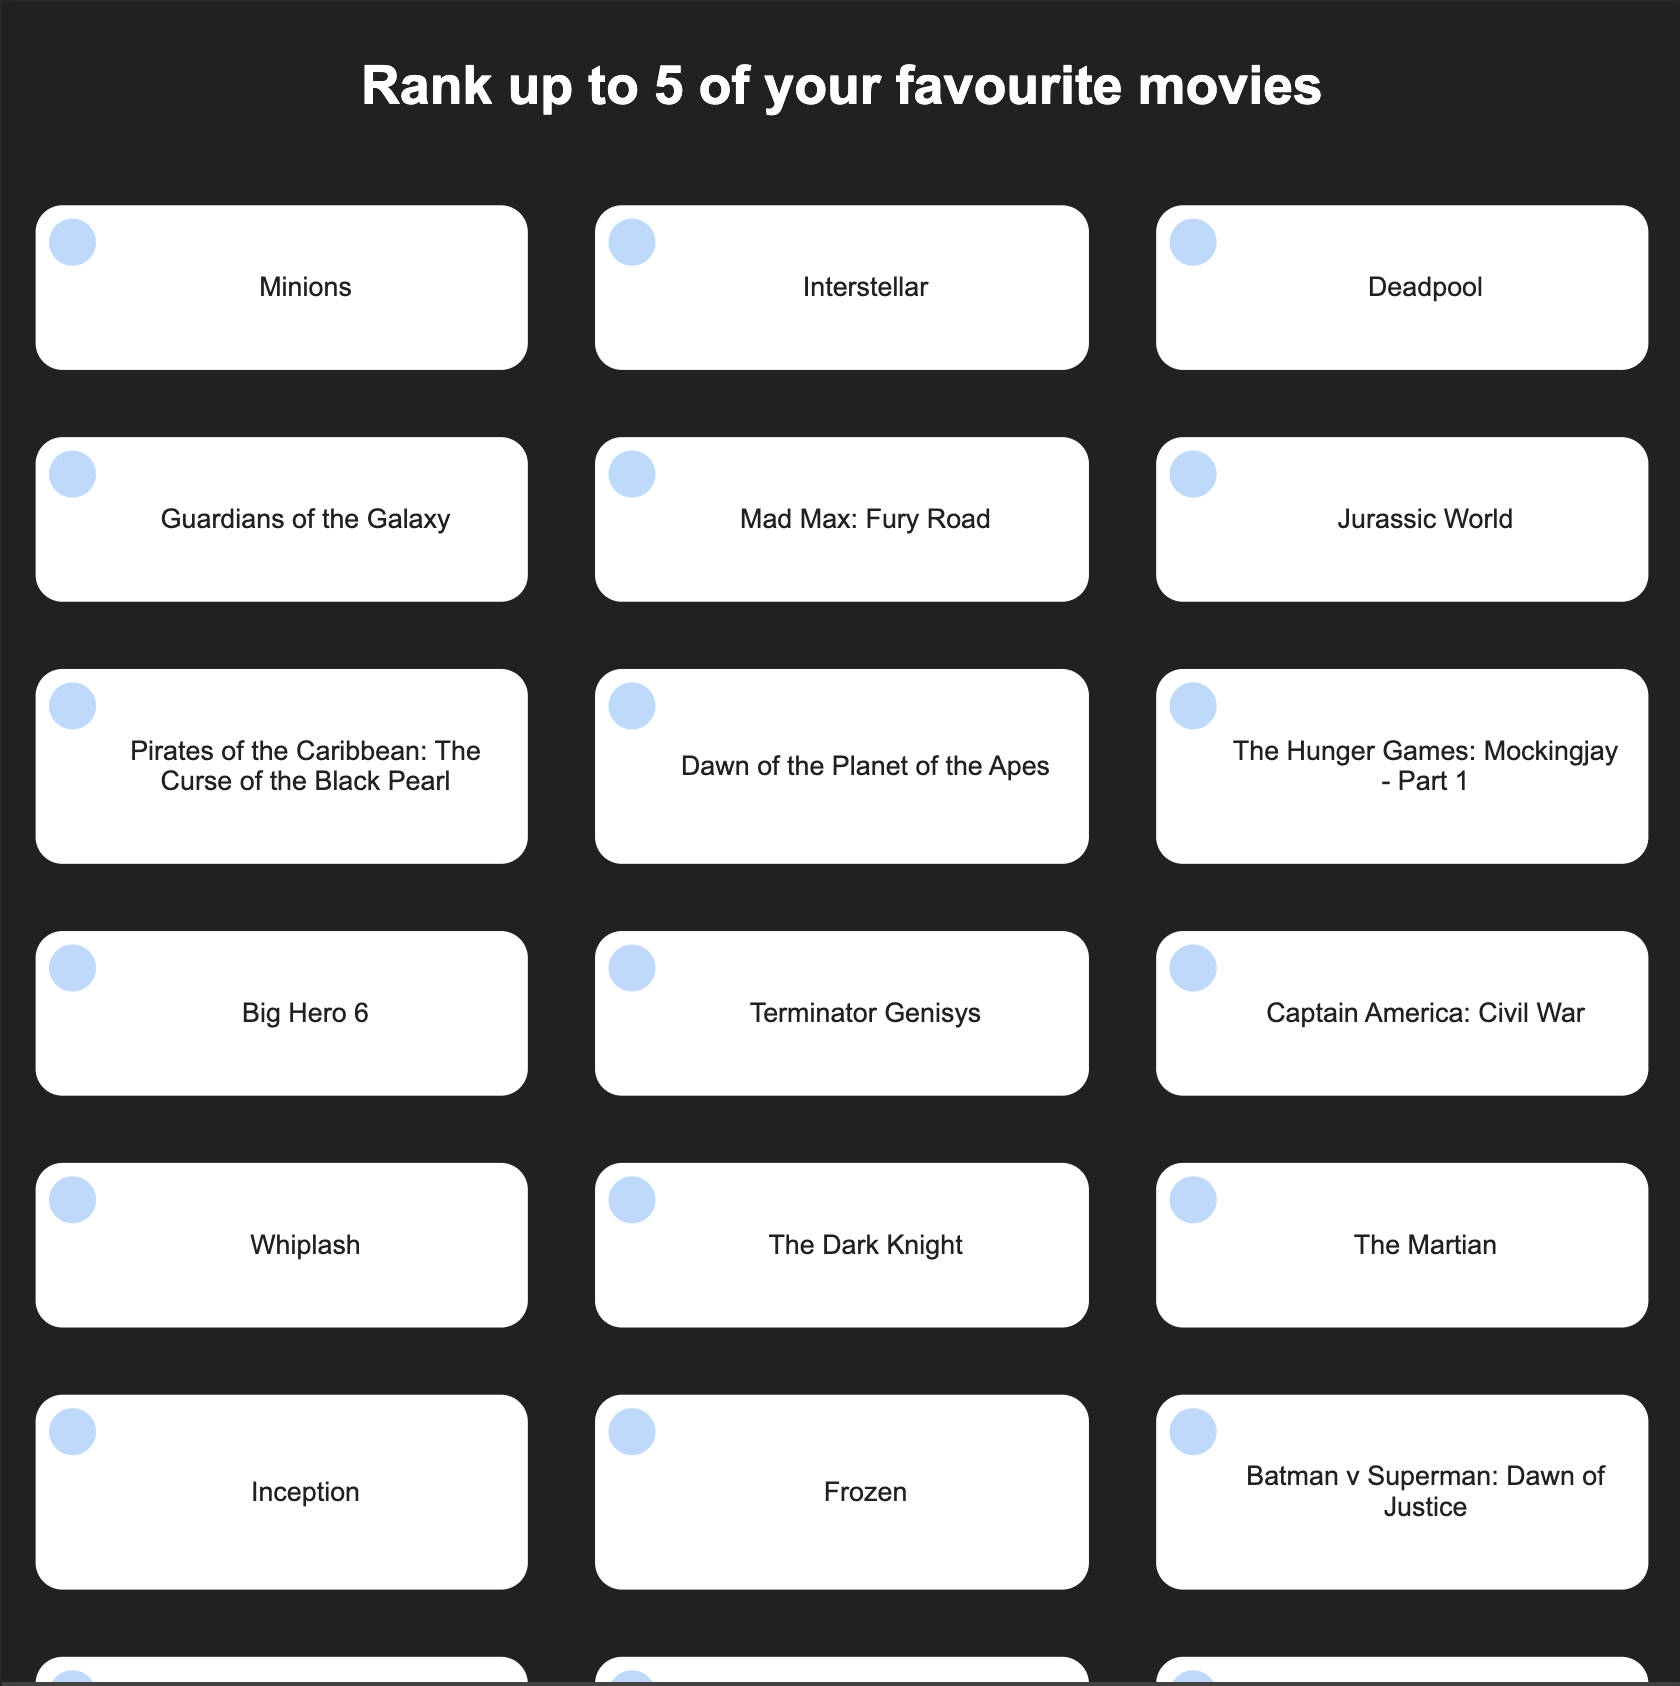 Rank up to 5 of your favourite movies
Minions
Interstellar
Deadpool
Guardians of the Galaxy
Mad Max: Fury Road
Jurassic World
Pirates of the Caribbean: The
Curse of the Black Pearl
Dawn of the Planet of the Apes
The Hunger Games: Mockingjay
- Part 1
Big Hero 6
Terminator Genisys
Captain America: Civil War
Whiplash
The Dark Knight
The Martian
Inception
Frozen
Batman v Superman: Dawn of
Justice